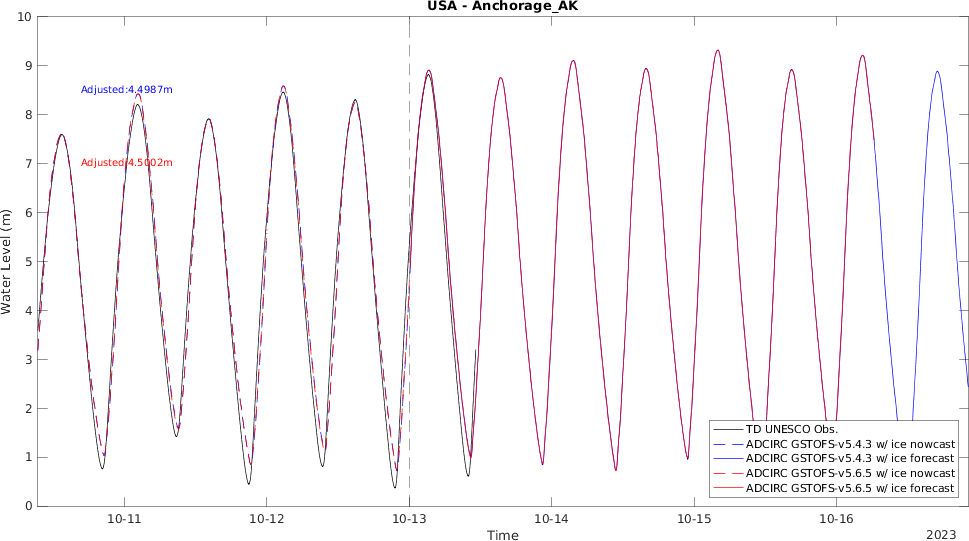 USA - Anchorage_AK
10
9
8
7
6
5
4
3
2
1
0
Water Level (m)
Adjusted:4.4987m
Adjusted:4.5002m
TD UNESCO Obs.
ADCIRC GSTOFS-v5.4.3 w/ ice nowcast
ADCIRC GSTOFS-v5.4.3 w/ ice forecast
ADCIRC GSTOFS-v5.6.5 w/ ice nowcast
ADCIRC GSTOFS-v5.6.5 w/ ice forecast
10-11 10-12 10-13 10-14 10-15 10-16
Time
2023